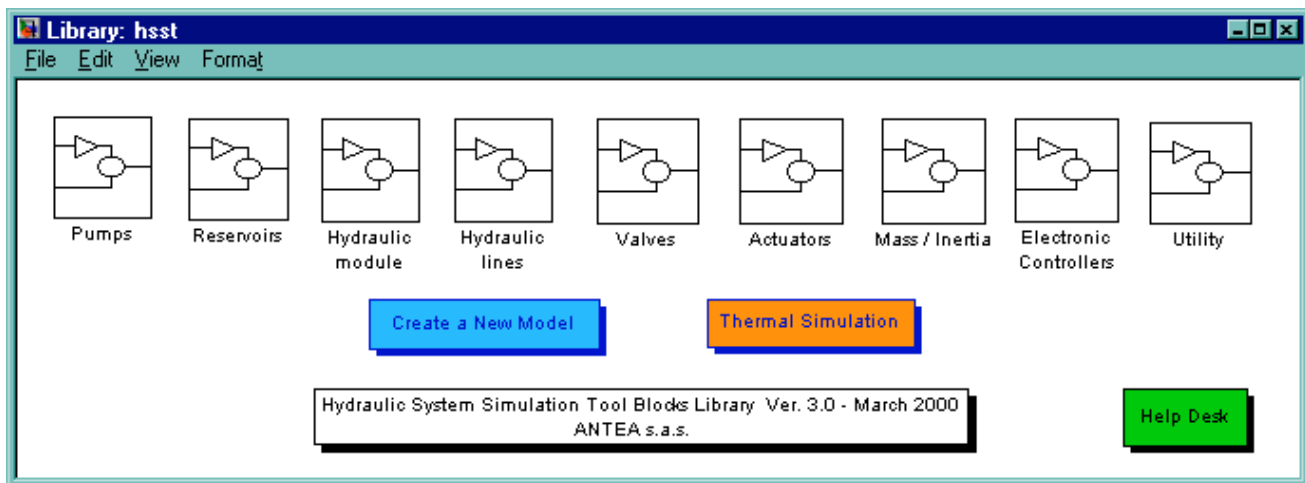 Library: hsst
File Edit View Format
Pumps
Reservoirs
Hydraulic
module
Hydraulic
lines
Valves
Actuators
Mass / Inertia
Electronic
Controllers
Utility
Create a New Model
Thermal Simulation
Hydraulic System Simulation Tool Blocks Library Ver. 3.0 - March 2000
ANTEA s.a.s.
Help Desk